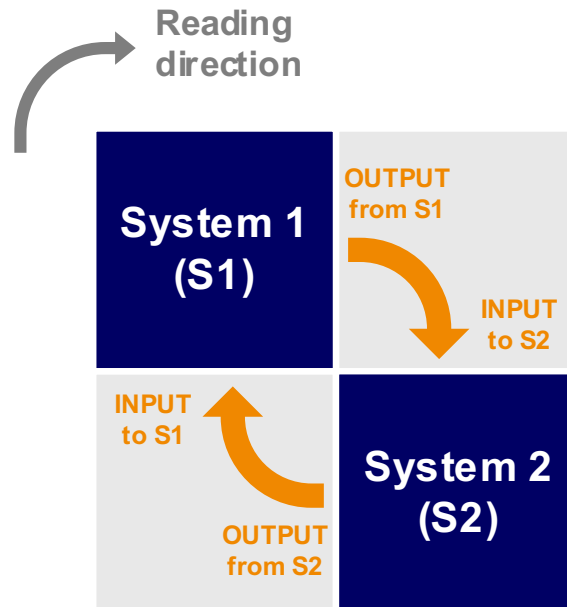 Reading
direction
System 1
(S1)
OUTPUT
from S1
INPUT
to S2
INPUT
to S1
OUTPUT
from S2
System 2
(S2)